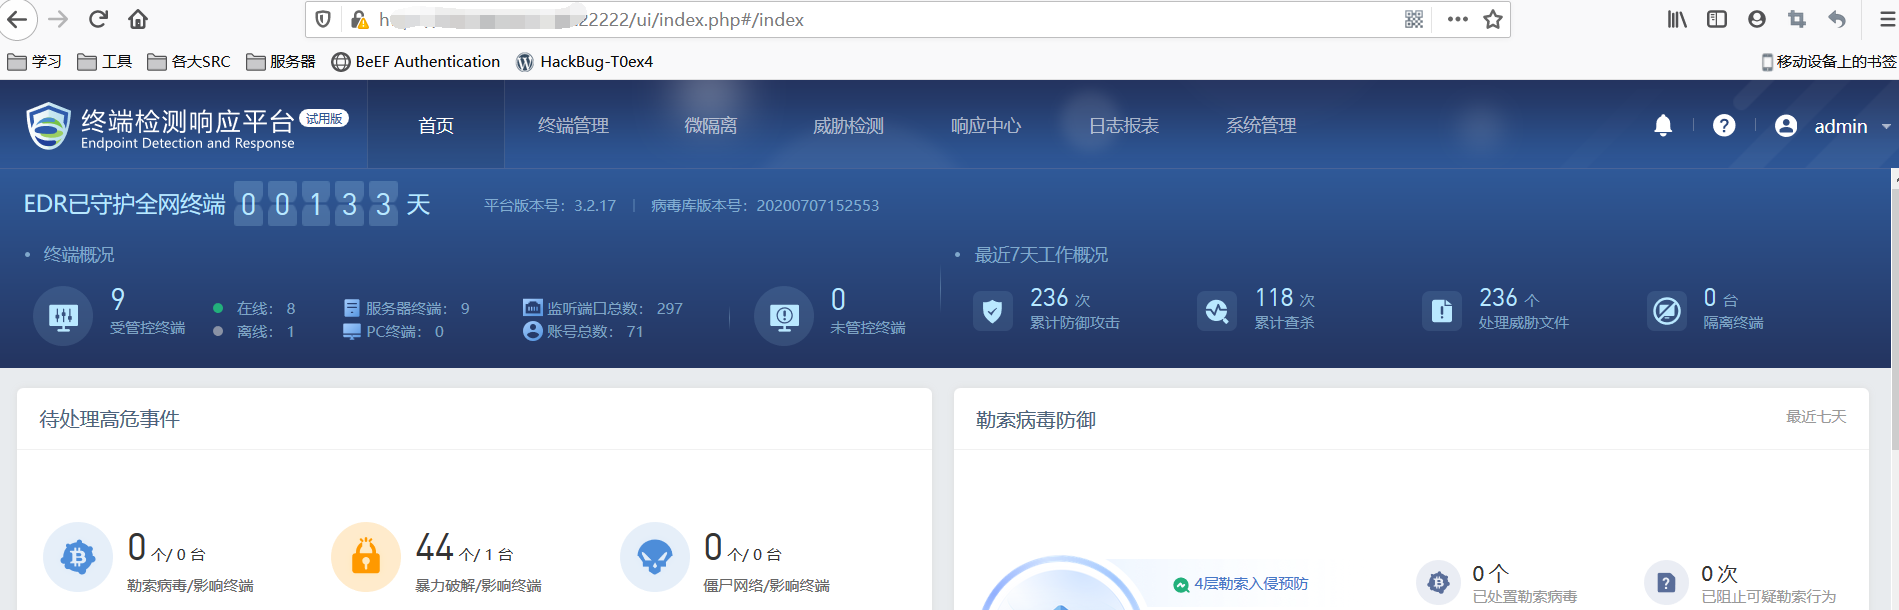 22222/ui/index.php#/index
学习 工具 各大SRC 服务器 BeEF Authentication HackBug-T0ex4 移动设备上的书签
终端检测响应平台 试用版
Endpoint Detection and Response
首页 终端管理 微隔离 威胁检测 响应中心 日志报表 系统管理 admin
EDR已守护全网终端 00133 天 平台版本号：3.2.17 | 病毒库版本号：20200707152553
• 终端概况
9
受管控终端
在线： 8
离线： 1
服务器终端： 9
PC终端： 0
监听端口总数： 297
账号总数： 71
0
未管控终端
• 最近7天工作概况
236 次
累计防御攻击
118 次
累计查杀
236 个
处理威胁文件
0 台
隔离终端
待处理高危事件
0 个/ 0 台
勒索病毒/影响终端
44 个/ 1 台
暴力破解/影响终端
0 个/ 0 台
僵尸网络/影响终端
勒索病毒防御 最近七天
4层勒索入侵预防
0 个
已处置勒索病毒
0 次
已阻止可疑勒索行为